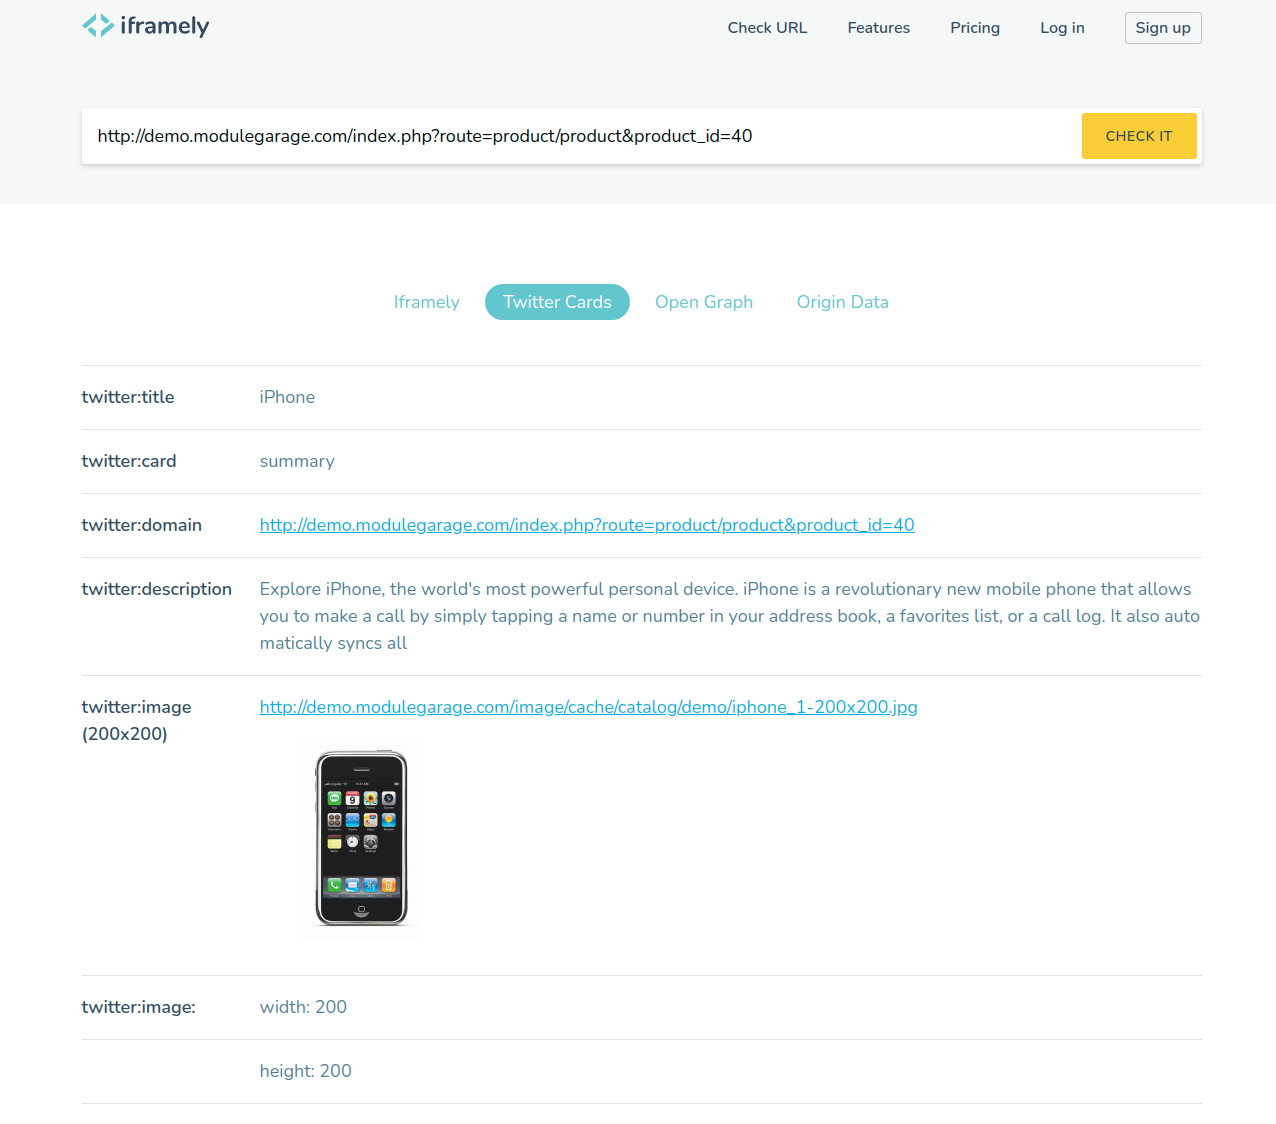 iframely
Check URL
Features
Pricing
Log in
Sign up
http://demo.modulegarage.com/index.php?route=product/product&product_id=40
CHECK IT
Iframely
Twitter Cards
Open Graph
Origin Data
twitter:title
iPhone
twitter:card
summary
twitter:domain
http://demo.modulegarage.com/index.php?route=product/product&product_id=40
twitter:description
Explore iPhone, the world's most powerful personal device. iPhone is a revolutionary new mobile phone that allows
you to make a call by simply tapping a name or number in your address book, a favorites list, or a call log. It also auto
matically syncs all
twitter:image
(200x200)
http://demo.modulegarage.com/image/cache/catalog/demo/iphone_1-200x200.jpg
twitter:image:
width: 200
height: 200